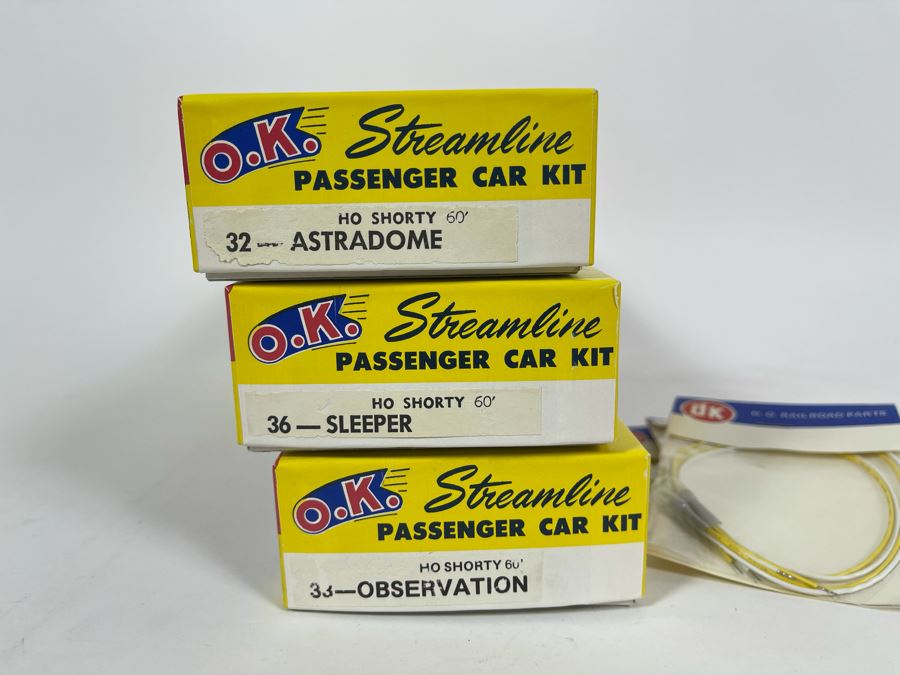 O.K. Streamline
PASSENGER CAR KIT
HO SHORTY 60'
32 — ASTRADOME
O.K. Streamline
PASSENGER CAR KIT
HO SHORTY 60'
36 — SLEEPER
O.K. Streamline
PASSENGER CAR KIT
HO SHORTY 60'
33—OBSERVATION
dK
RAILROAD PARTS